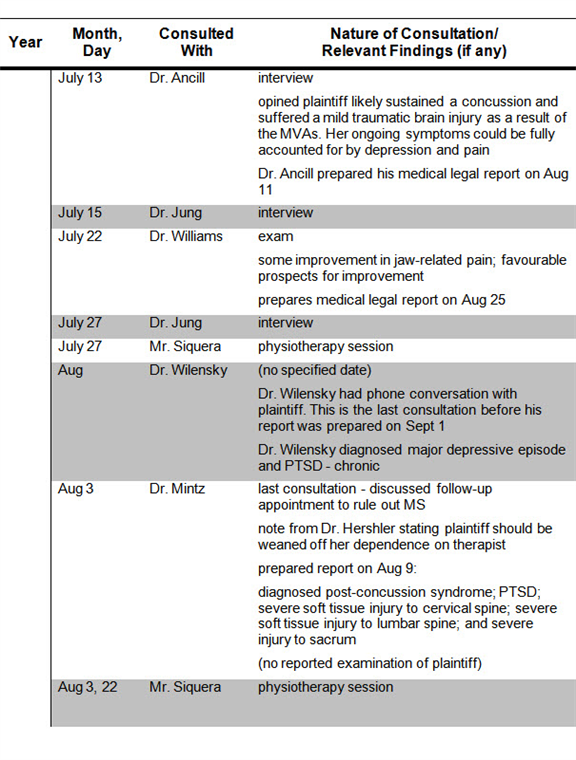 Year
Month,
Day
Consulted
With
Nature of Consultation/
Relevant Findings (if any)
July 13 Dr. Ancill interview
opined plaintiff likely sustained a concussion and
suffered a mild traumatic brain injury as a result of
the MVAs. Her ongoing symptoms could be fully
accounted for by depression and pain
Dr. Ancill prepared his medical legal report on Aug
11
July 15 Dr. Jung interview
July 22 Dr. Williams exam
some improvement in jaw-related pain; favourable
prospects for improvement
prepares medical legal report on Aug 25
July 27 Dr. Jung interview
July 27 Mr. Siquera physiotherapy session
Aug Dr. Wilensky (no specified date)
Dr. Wilensky had phone conversation with
plaintiff. This is the last consultation before his
report was prepared on Sept 1
Dr. Wilensky diagnosed major depressive episode
and PTSD - chronic
Aug 3 Dr. Mintz last consultation - discussed follow-up
appointment to rule out MS
note from Dr. Hershler stating plaintiff should be
weaned off her dependence on therapist
prepared report on Aug 9:
diagnosed post-concussion syndrome; PTSD;
severe soft tissue injury to cervical spine; severe
soft tissue injury to lumbar spine; and severe
injury to sacrum
(no reported examination of plaintiff)
Aug 3, 22 Mr. Siquera physiotherapy session